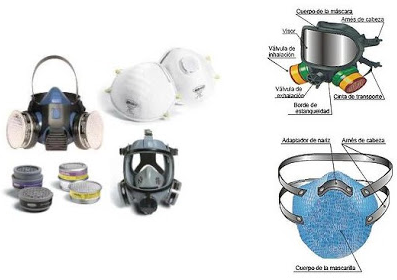 Cuerpo de la máscara
Arnés de cabeza
Visor
Válvula de
inhalación
Válvula de
exhalación
Borde de
estanqueidad
Cinta de transporte
Adaptador de nariz
Arnés de cabeza
Cuerpo de la mascarilla